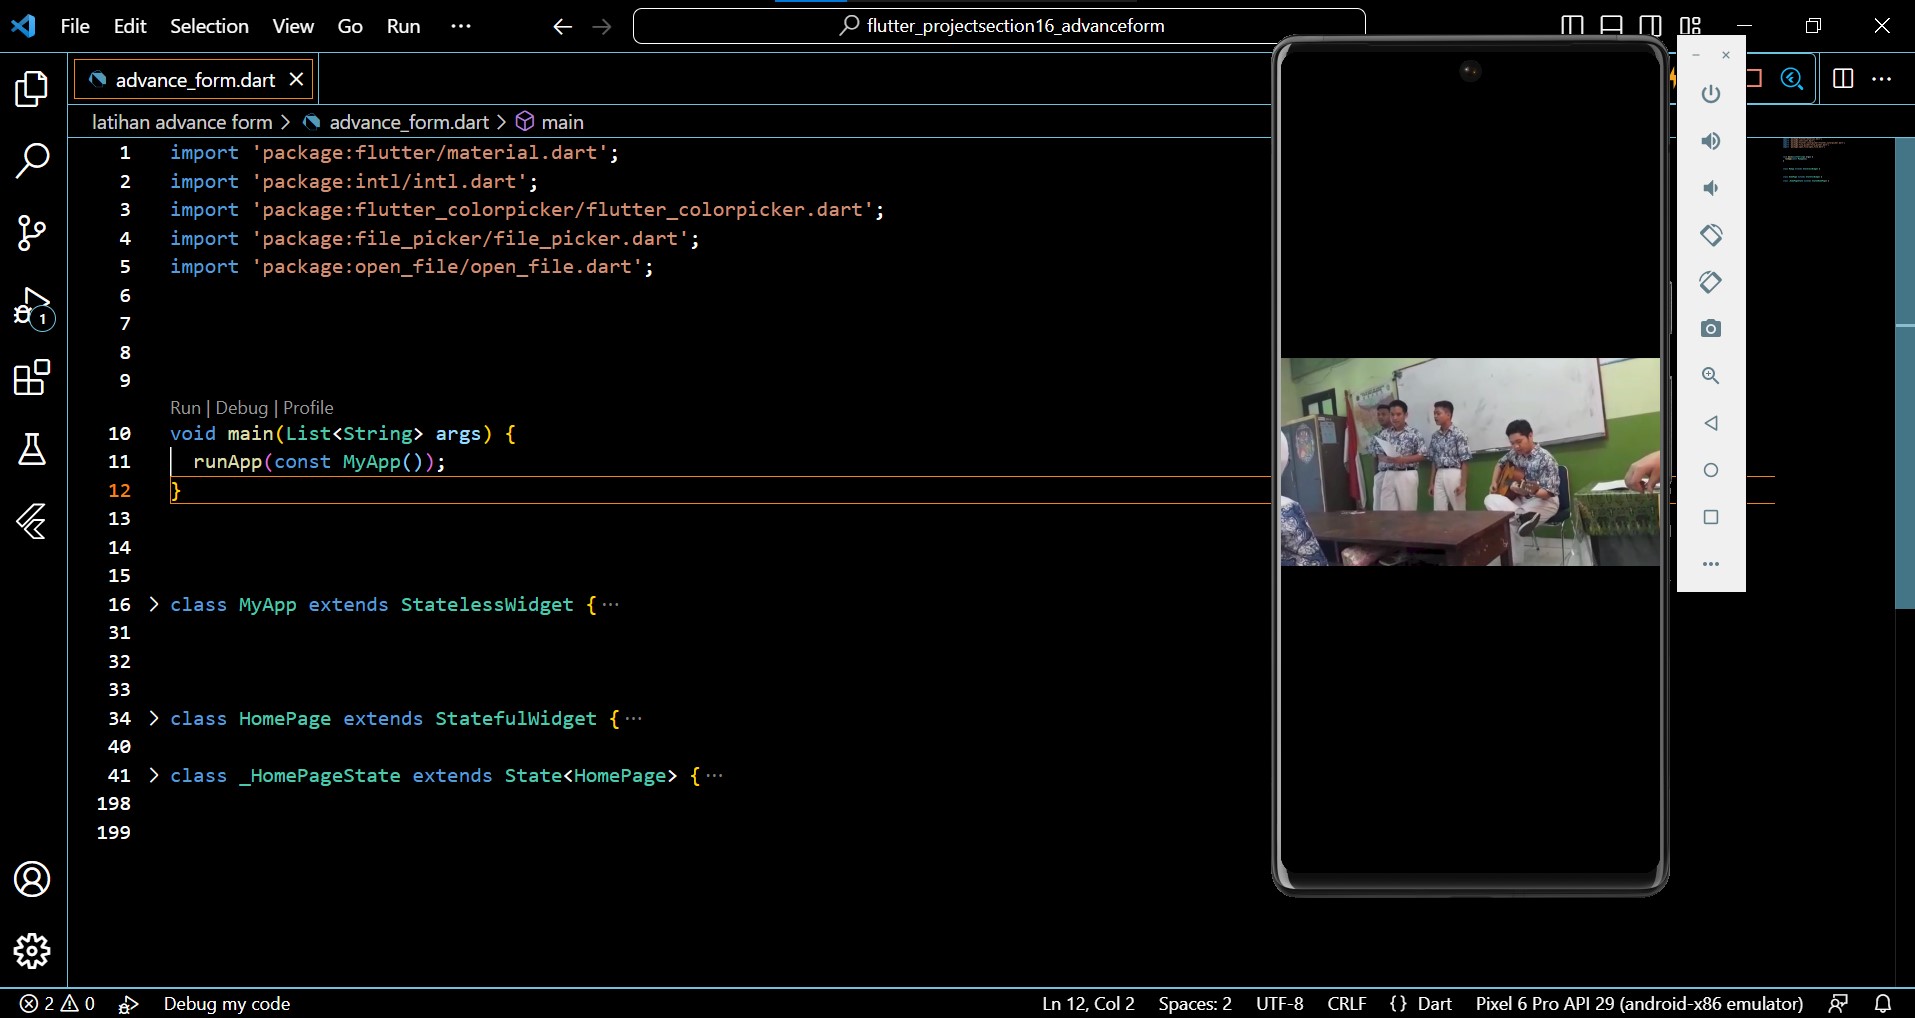 File Edit Selection View Go Run ···
flutter_projectsection16_advanceform
advance_form.dart
latihan advance form > advance_form.dart > main
1 import 'package:flutter/material.dart';
2 import 'package:intl/intl.dart';
3 import 'package:flutter_colorpicker/flutter_colorpicker.dart';
4 import 'package:file_picker/file_picker.dart';
5 import 'package:open_file/open_file.dart';
6
7
8
9
Run | Debug | Profile
10 void main(List<String> args) {
11 runApp(const MyApp());
12 }
13
14
15
16 class MyApp extends StatelessWidget {···
31
32
33
34 class HomePage extends StatefulWidget {···
40
41 class _HomePageState extends State<HomePage> {···
198
199
1
2 0 Debug my code Ln 12, Col 2 Spaces: 2 UTF-8 CRLF {} Dart Pixel 6 Pro API 29 (android-x86 emulator)